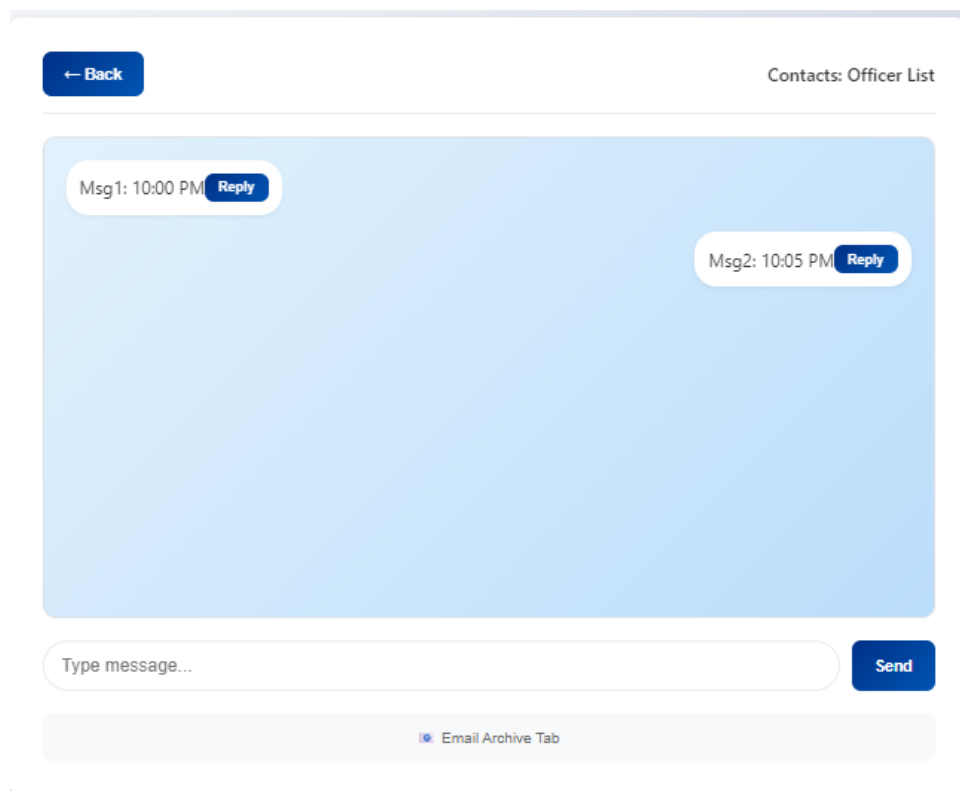 ← Back
Contacts: Officer List
Msg1: 10:00 PM Reply
Msg2: 10:05 PM Reply
Type message...
Send
Email Archive Tab